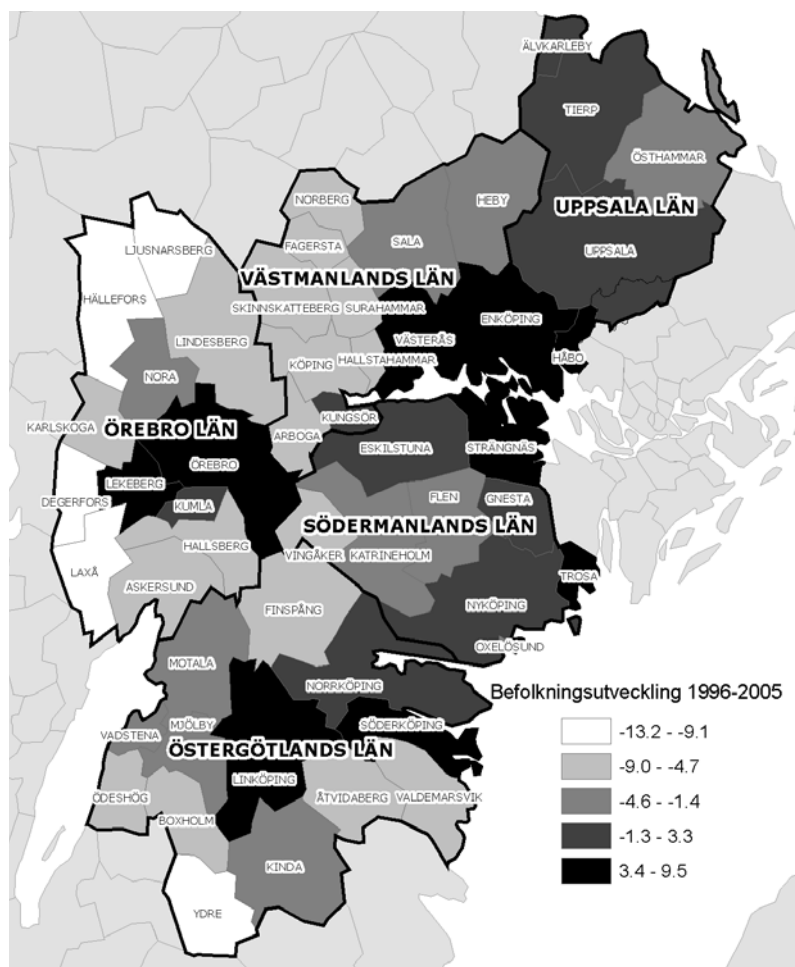 ÄLVKARLEBY
TIERP
ÖSTHAMMAR
NORBERG
HEBY
UPPSALA LÄN
LJUSNARSBERG
FAGERSTA
SALA
UPPSALA
VÄSTMANLANDS LÄN
HÄLLEFORS
SKINNSKATTEBERG
SURAHAMMAR
ENKÖPING
LINDESBERG
VÄSTERÅS
KÖPING
HALLSTAHAMMAR
HÅBO
NORA
KUNGSÖR
KARLSKOGA
ÖREBRO LÄN
ARBOGA
ESKILSTUNA
STRÄNGNÄS
ÖREBRO
LEKEBERG
DEGERFORS
KUMLA
FLEN
GNESTA
SÖDERMANLANDS LÄN
HALLSBERG
VINGÅKER
KATRINEHOLM
LAXÅ
ASKERSUND
TROSA
FINSPÅNG
NYKÖPING
OXELÖSUND
MOTALA
NORRKÖPING
Befolkningsutveckling 1996-2005
MJÖLBY
SÖDERKÖPING
VADSTENA
ÖSTERGÖTLANDS LÄN
-13.2 - -9.1
LINKÖPING
-9.0 - -4.7
ÖDESHÖG
ÅTVIDABERG
VALDEMARSVIK
BOXHOLM
-4.6 - -1.4
-1.3 - 3.3
KINDA
3.4 - 9.5
YDRE